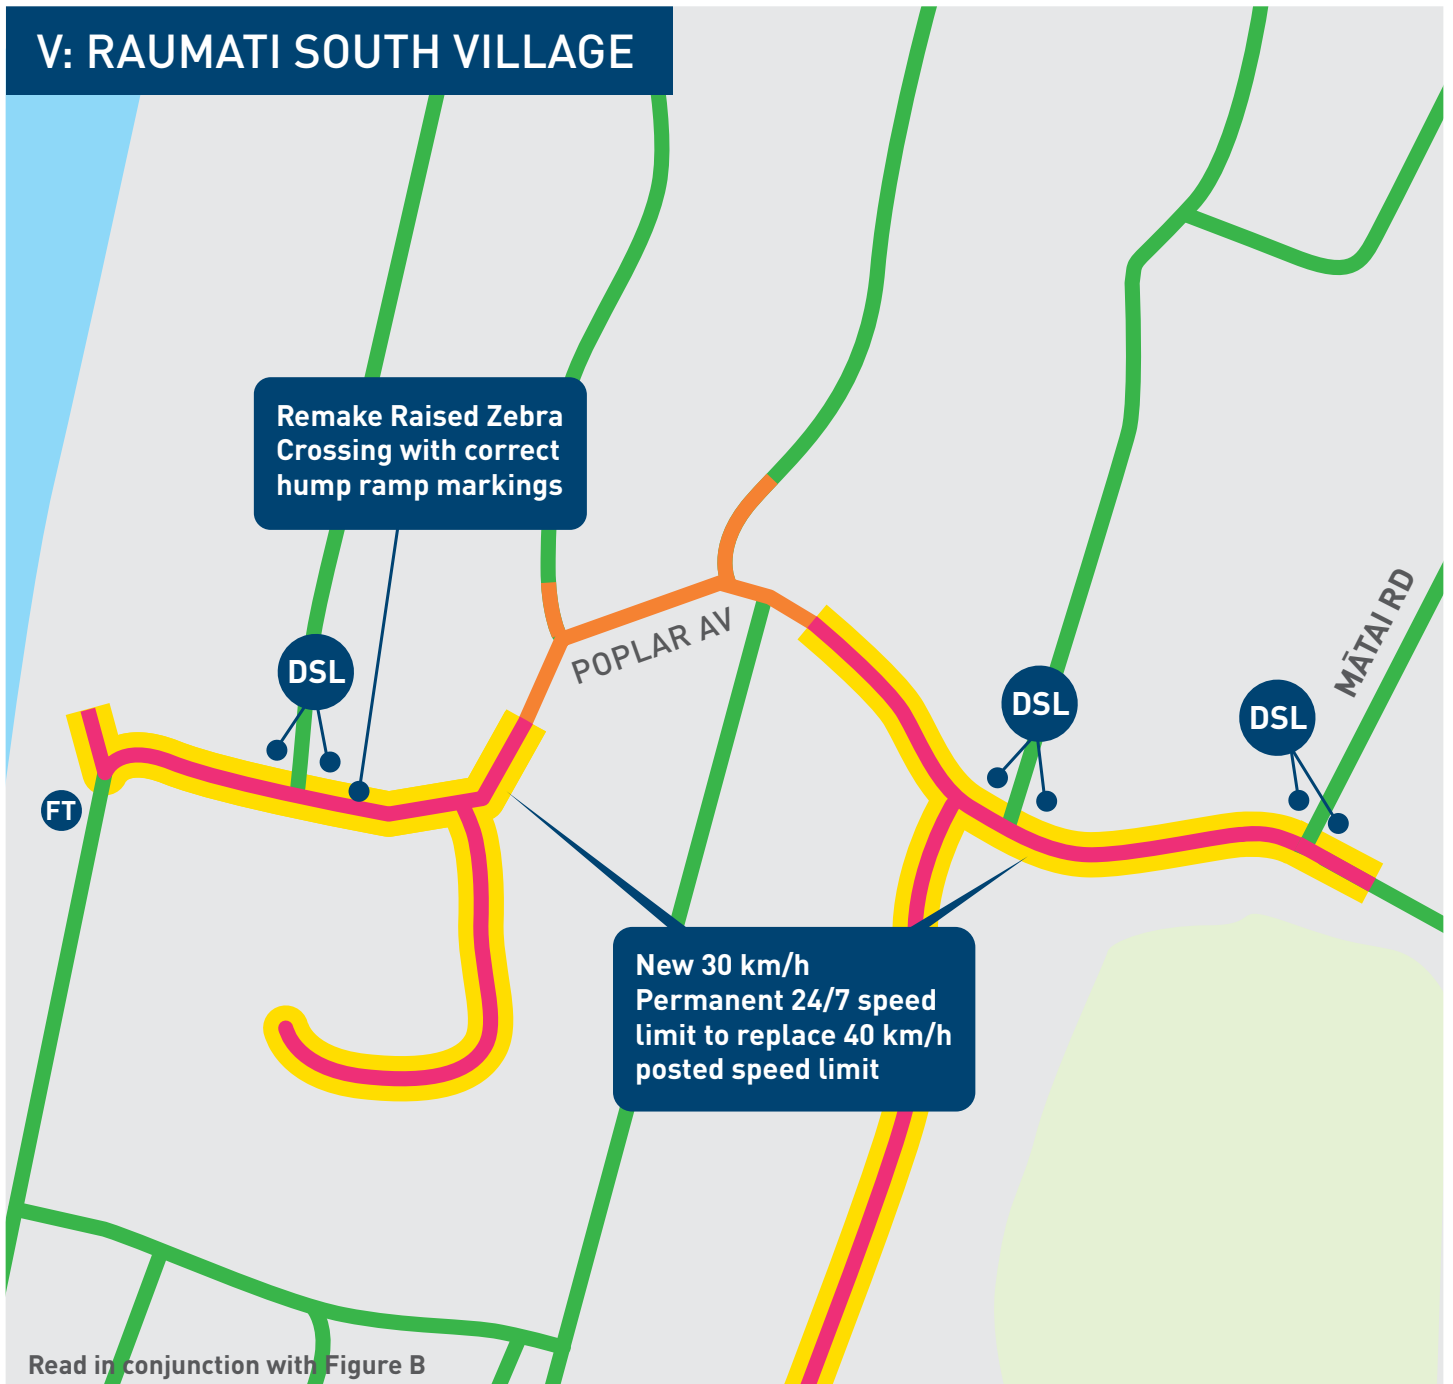 V: RAUMATI SOUTH VILLAGE
Remake Raised Zebra
Crossing with correct
hump ramp markings
POPLAR AV
MĀTAI RD
DSL
DSL
DSL
FT
New 30 km/h
Permanent 24/7 speed
limit to replace 40 km/h
posted speed limit
Read in conjunction with Figure B